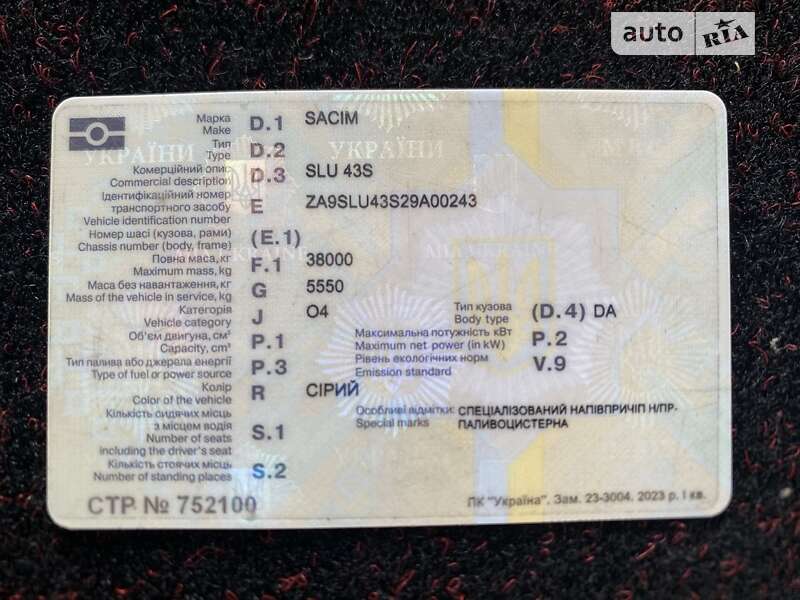 auto RIA
Марка D.1 SACIM
Make
Тип D.2
Type
Комерційний опис D.3 SLU 43S
Commercial description
Ідентифікаційний номер
транспортного засобу E ZA9SLU43S29A00243
Vehicle identification number
Номер шасі (кузова, рами) (E.1)
Chassis number (body, frame)
Повна маса, кг F.1 38000
Maximum mass, kg
Маса без навантаження, кг G 5550
Mass of the vehicle in service, kg
Категорія J O4
Vehicle category
Тип кузова (D.4) DA
Body type
Об'єм двигуна, см³ P.1
Capacity, cm³
Максимальна потужність кВт P.2
Maximum net power (in kW)
Тип палива або джерала енергії P.3
Type of fuel or power source
Рівень екологічних норм V.9
Emission standard
Колір R СІРИЙ
Color of the vehicle
Кількість сидячих місць
з місцем водія S.1
Number of seats
including the driver's seat
Особливі відмітки: СПЕЦІАЛІЗОВАНИЙ НАПІВПРИЧІП Н/ПР-
Special marks ПАЛИВОЦИСТЕРНА
Кількість стоячих місць S.2
Number of standing places
СТР № 752100
ПК "Україна". Зам. 23-3004. 2023 р. I кв.
УКРАЇНИ
УКРАЇНИ
МВС
MIA UKRAINE